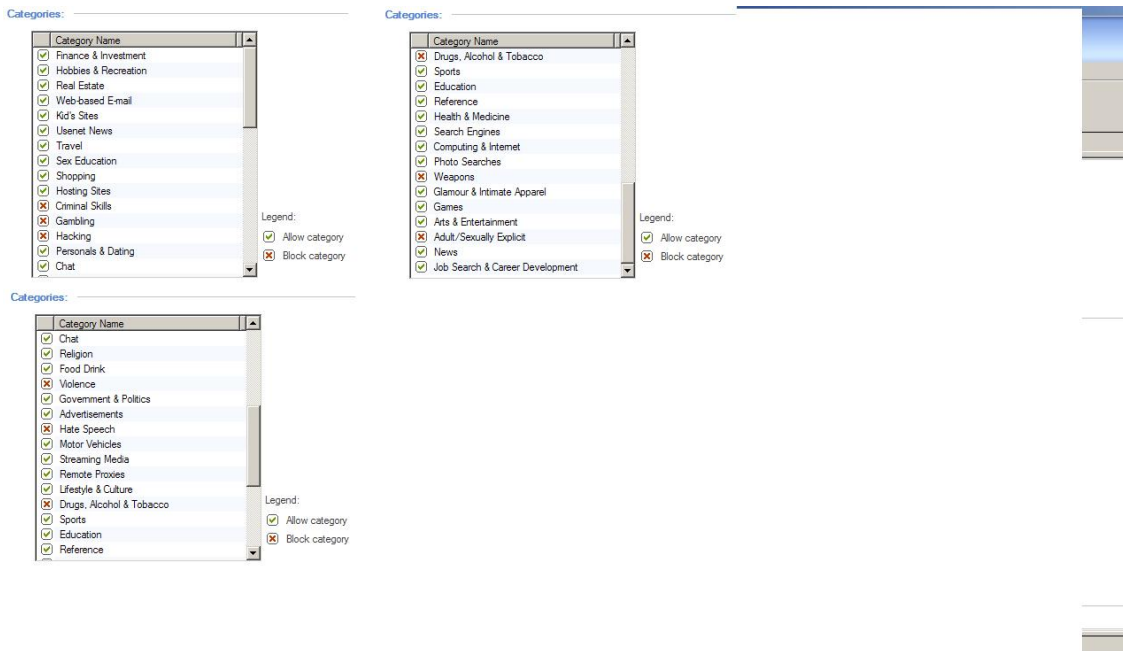 Categories:
Category Name
Finance & Investment
Hobbies & Recreation
Real Estate
Web-based E-mail
Kid's Sites
Usenet News
Travel
Sex Education
Shopping
Hosting Sites
Criminal Skills
Gambling
Hacking
Personals & Dating
Chat
Legend:
Allow category
Block category
Categories:
Category Name
Drugs, Alcohol & Tobacco
Sports
Education
Reference
Health & Medicine
Search Engines
Computing & Internet
Photo Searches
Weapons
Glamour & Intimate Apparel
Games
Arts & Entertainment
Adult/Sexually Explicit
News
Job Search & Career Development
Legend:
Allow category
Block category
Categories:
Category Name
Chat
Religion
Food Drink
Violence
Government & Politics
Advertisements
Hate Speech
Motor Vehicles
Streaming Media
Remote Proxies
Lifestyle & Culture
Drugs, Alcohol & Tobacco
Sports
Education
Reference
Legend:
Allow category
Block category